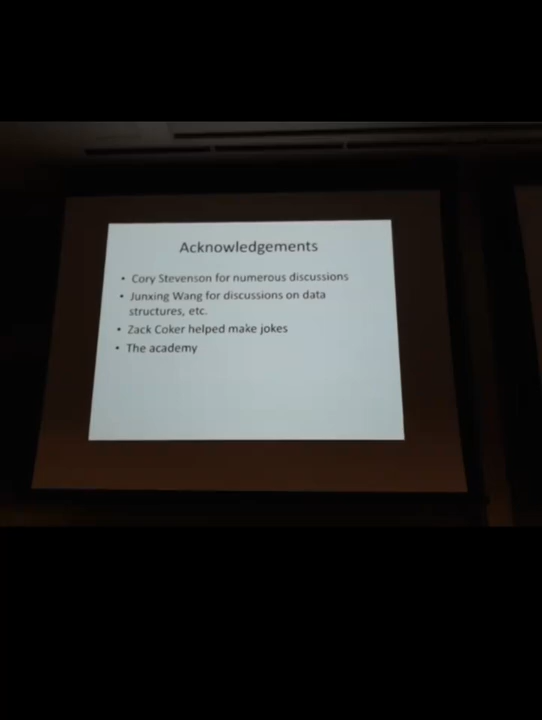 Acknowledgements
• Cory Stevenson for numerous discussions
• Junxing Wang for discussions on data
structures, etc.
• Zack Coker helped make jokes
• The academy